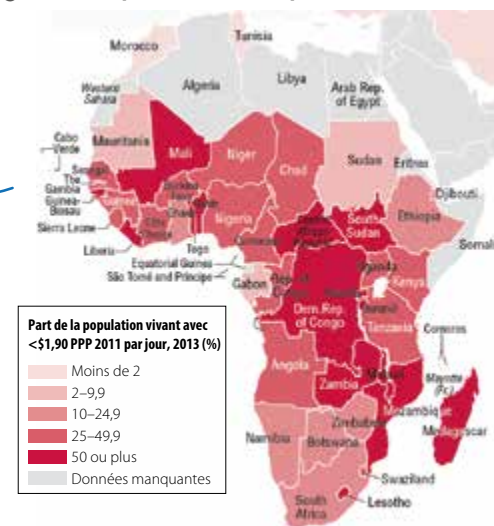 Morocco
Tunisia
Algeria
Libya
Arab Rep.
of Egypt
Western
Sahara
Cabo
Verde
Mauritania
Mali
Niger
Chad
Sudan
Eritrea
Djibouti
Senegal
The
Gambia
Guinea-
Bissau
Guinea
Sierra Leone
Liberia
Burkina
Faso
Côte
Ghana
Togo
Nigeria
Cameroon
South
Sudan
Ethiopia
Somali
Equatorial Guinea
São Tomé and Príncipe
Gabon
Rep. of
Uganda
Kenya
Dem. Rep.
of Congo
Tanzania
Comoros
Mayotte
(Fr.)
Angola
Zambia
Malawi
Mozambique
Madagascar
Zimbabwe
Namibia
Botswana
Swaziland
Lesotho
South
Africa
Part de la population vivant avec
<$1,90 PPP 2011 par jour, 2013 (%)
Moins de 2
2–9,9
10–24,9
25–49,9
50 ou plus
Données manquantes